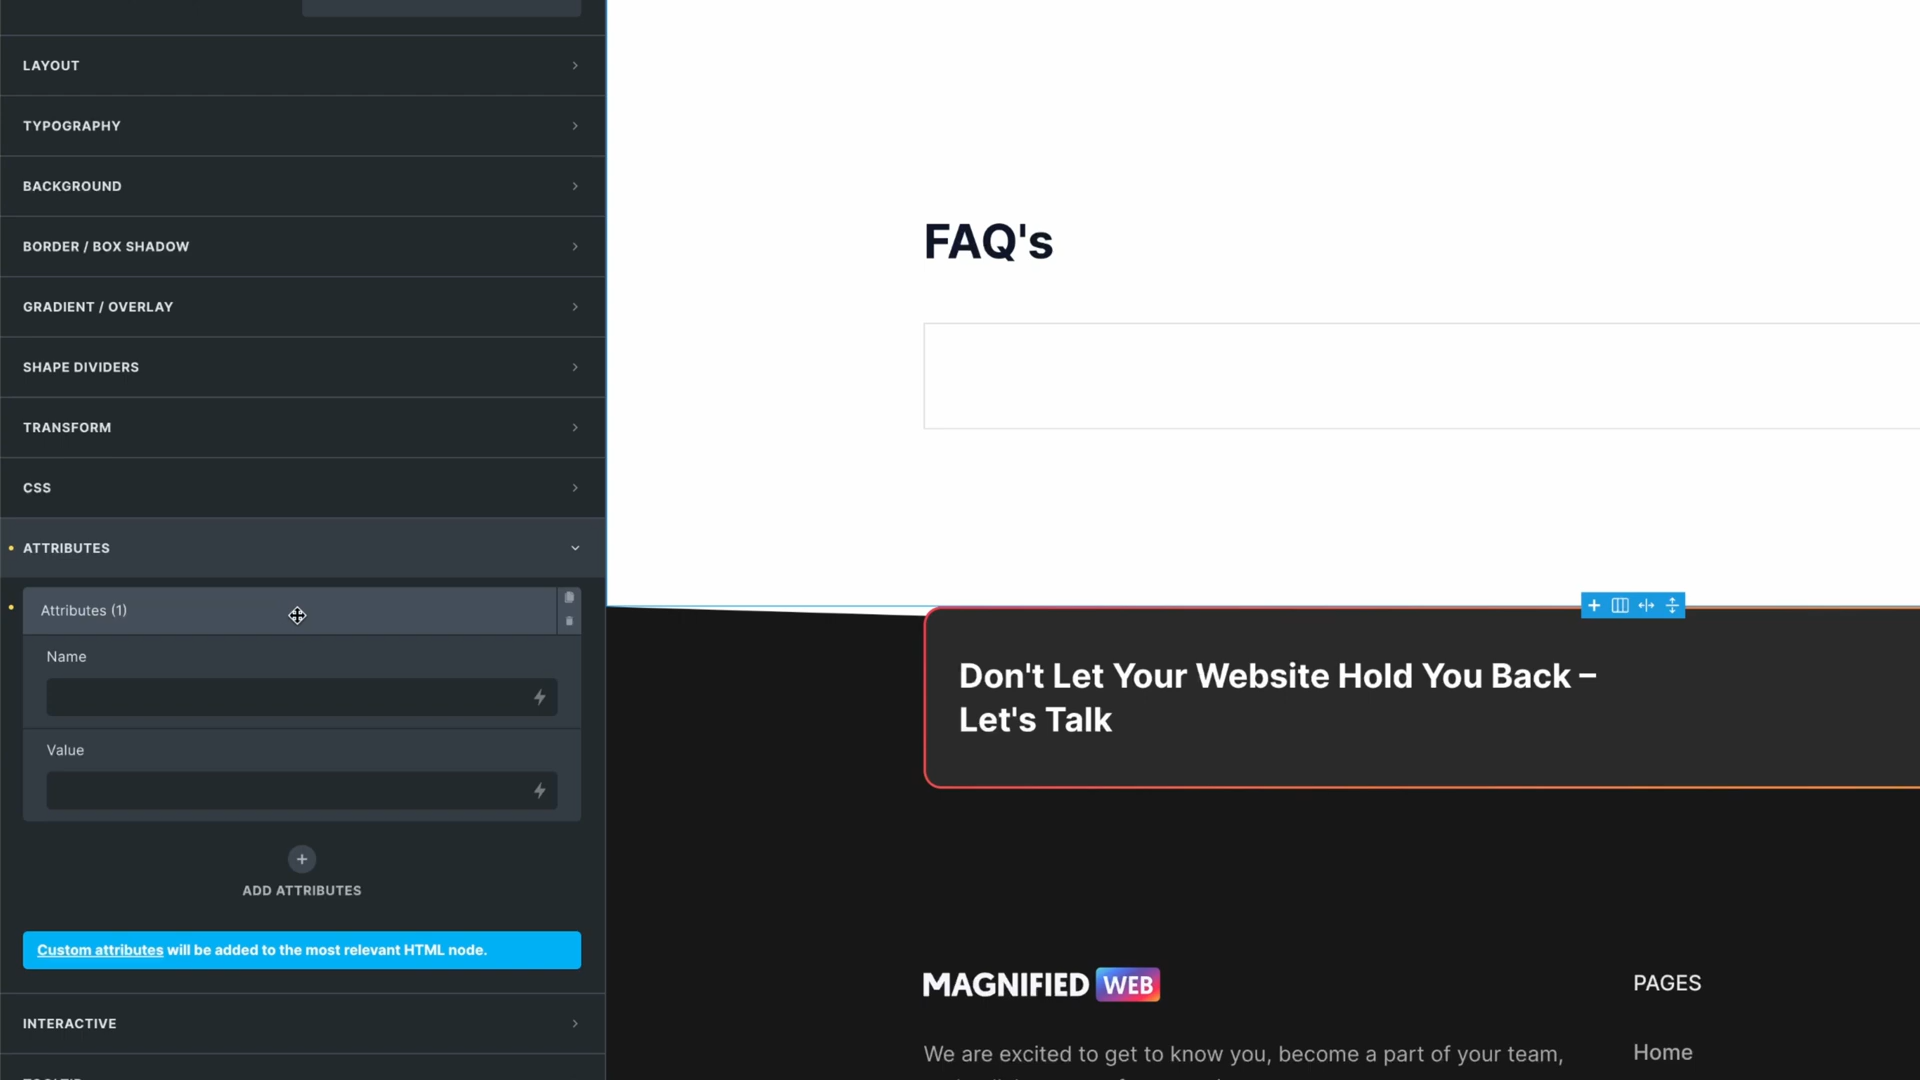 LAYOUT
TYPOGRAPHY
BACKGROUND
BORDER / BOX SHADOW
GRADIENT / OVERLAY
SHAPE DIVIDERS
TRANSFORM
CSS
ATTRIBUTES
Attributes (1)
Name
Value
ADD ATTRIBUTES
Custom attributes will be added to the most relevant HTML node.
INTERACTIVE
FAQ's
Don't Let Your Website Hold You Back –
Let's Talk
MAGNIFIED WEB
We are excited to get to know you, become a part of your team,
PAGES
Home